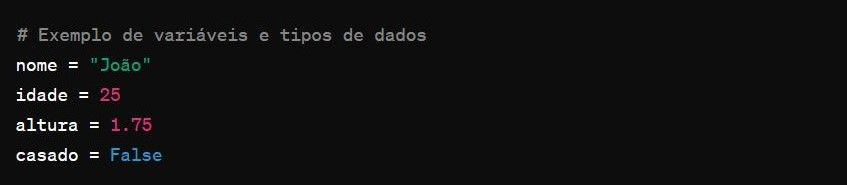 # Exemplo de variáveis e tipos de dados
nome = "João"
idade = 25
altura = 1.75
casado = False